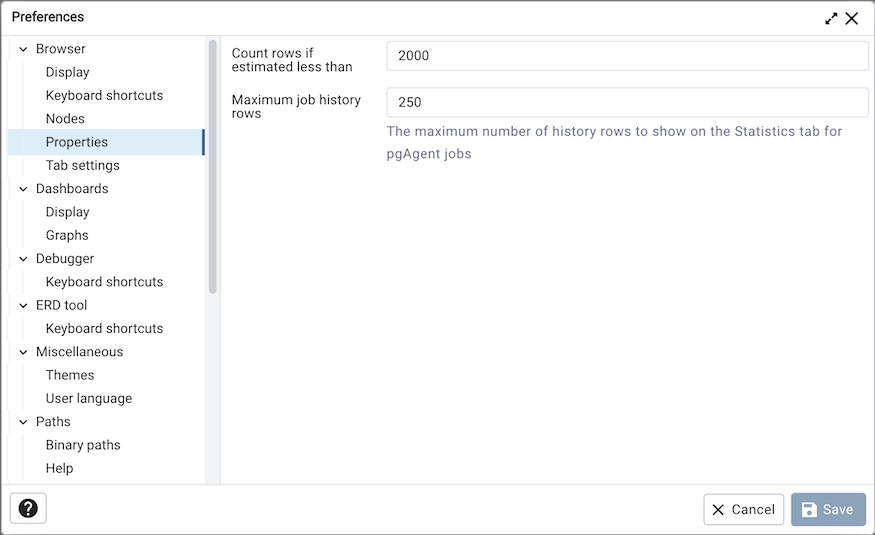 Preferences
Browser
Display
Keyboard shortcuts
Nodes
Properties
Tab settings
Dashboards
Display
Graphs
Debugger
Keyboard shortcuts
ERD tool
Keyboard shortcuts
Miscellaneous
Themes
User language
Paths
Binary paths
Help
Count rows if
estimated less than
2000
Maximum job history
rows
250
The maximum number of history rows to show on the Statistics tab for
pgAgent jobs
?
Cancel
Save